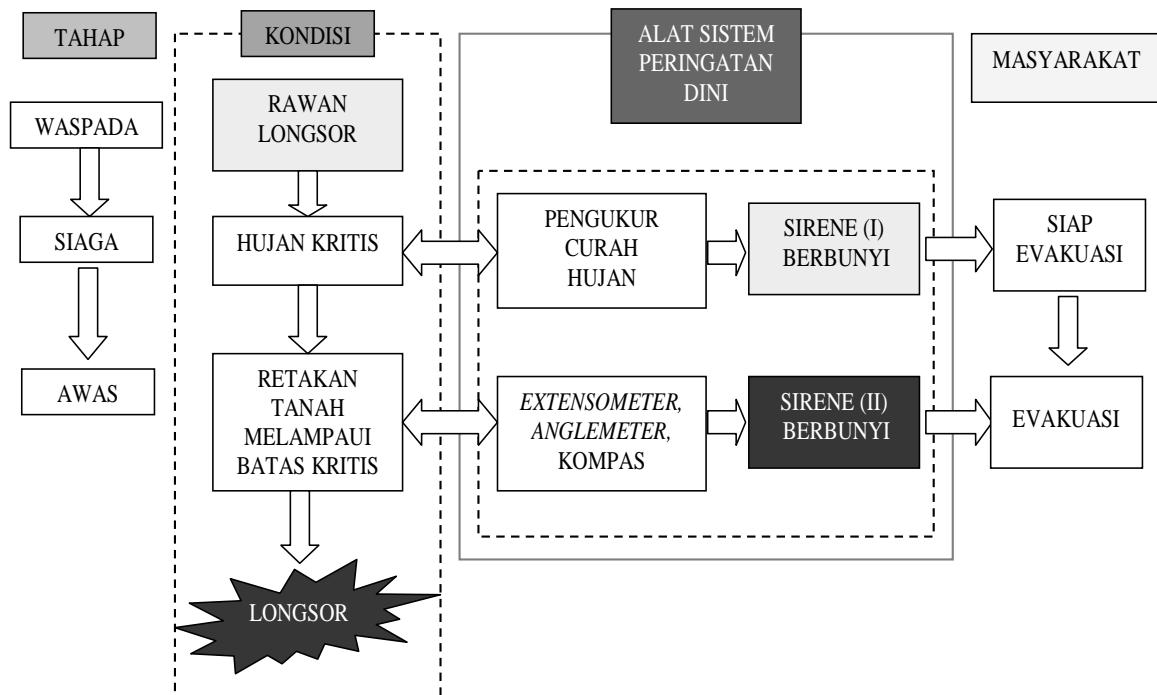 TAHAP
KONDISI
ALAT SISTEM
PERINGATAN
DINI
MASYARAKAT
WASPADA
RAWAN
LONGSOR
SIAGA
HUJAN KRITIS
PENGUKUR
CURAH
HUJAN
SIRENE (I)
BERBUNYI
SIAP
EVAKUASI
AWAS
RETAKAN
TANAH
MELAMPAUI
BATAS KRITIS
EXTENSOMETER,
ANGLEMETER,
KOMPAS
SIRENE (II)
BERBUNYI
EVAKUASI
LONGSOR